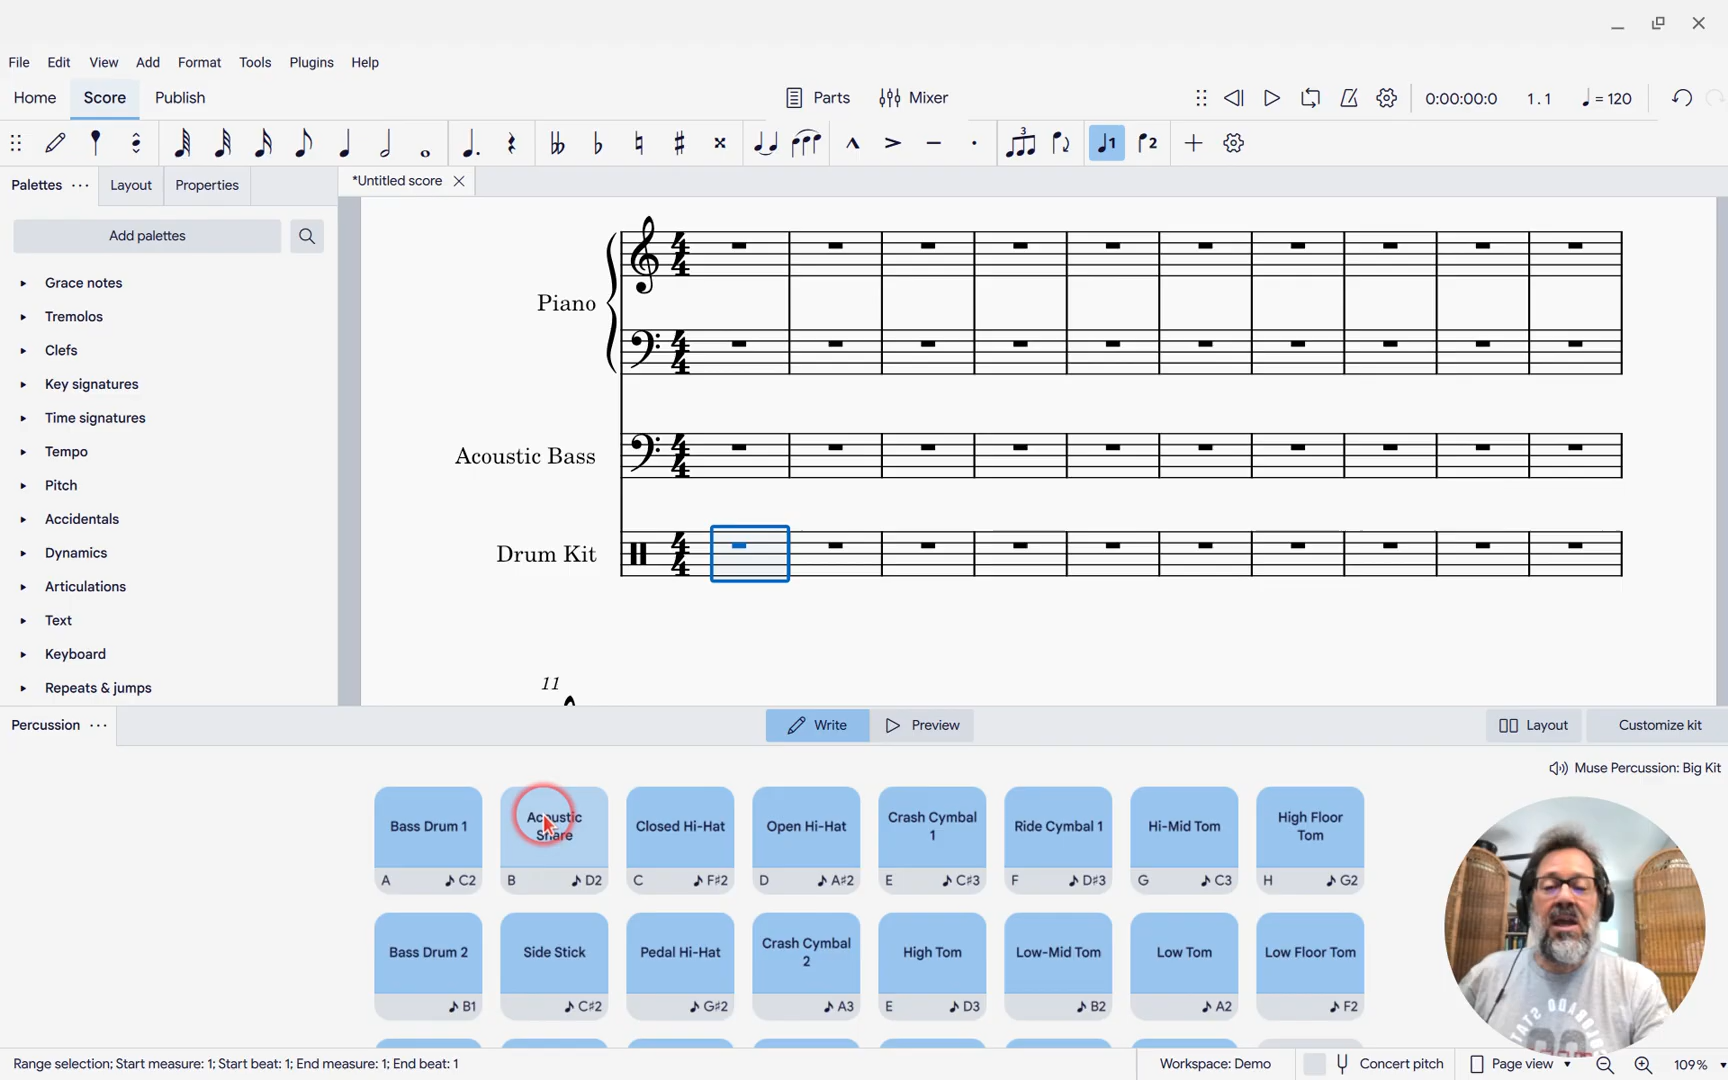 File Edit View Add Format Tools Plugins Help
Home Score Publish Parts Mixer 0:00:00:0 1. 1 = 120
3 1 2
Palettes Layout Properties *Untitled score
Add palettes
Grace notes
Tremolos
Clefs
Key signatures
Time signatures
Tempo
Pitch
Accidentals
Dynamics
Articulations
Text
Keyboard
Repeats & jumps
Piano
Acoustic Bass
Drum Kit
11
Percussion Write Preview Layout Customize kit
Muse Percussion: Big Kit
Bass Drum 1
A C2
Acoustic
Snare
B D2
Closed Hi-Hat
C F♯2
Open Hi-Hat
D A♯2
Crash Cymbal
1
E C♯3
Ride Cymbal 1
F D♯3
Hi-Mid Tom
G C3
High Floor
Tom
H G2
Bass Drum 2
B1
Side Stick
C♯2
Pedal Hi-Hat
G♯2
Crash Cymbal
2
A3
High Tom
E D3
Low-Mid Tom
B2
Low Tom
A2
Low Floor Tom
F2
Range selection; Start measure: 1; Start beat: 1; End measure: 1; End beat: 1
Workspace: Demo Concert pitch Page view 109%